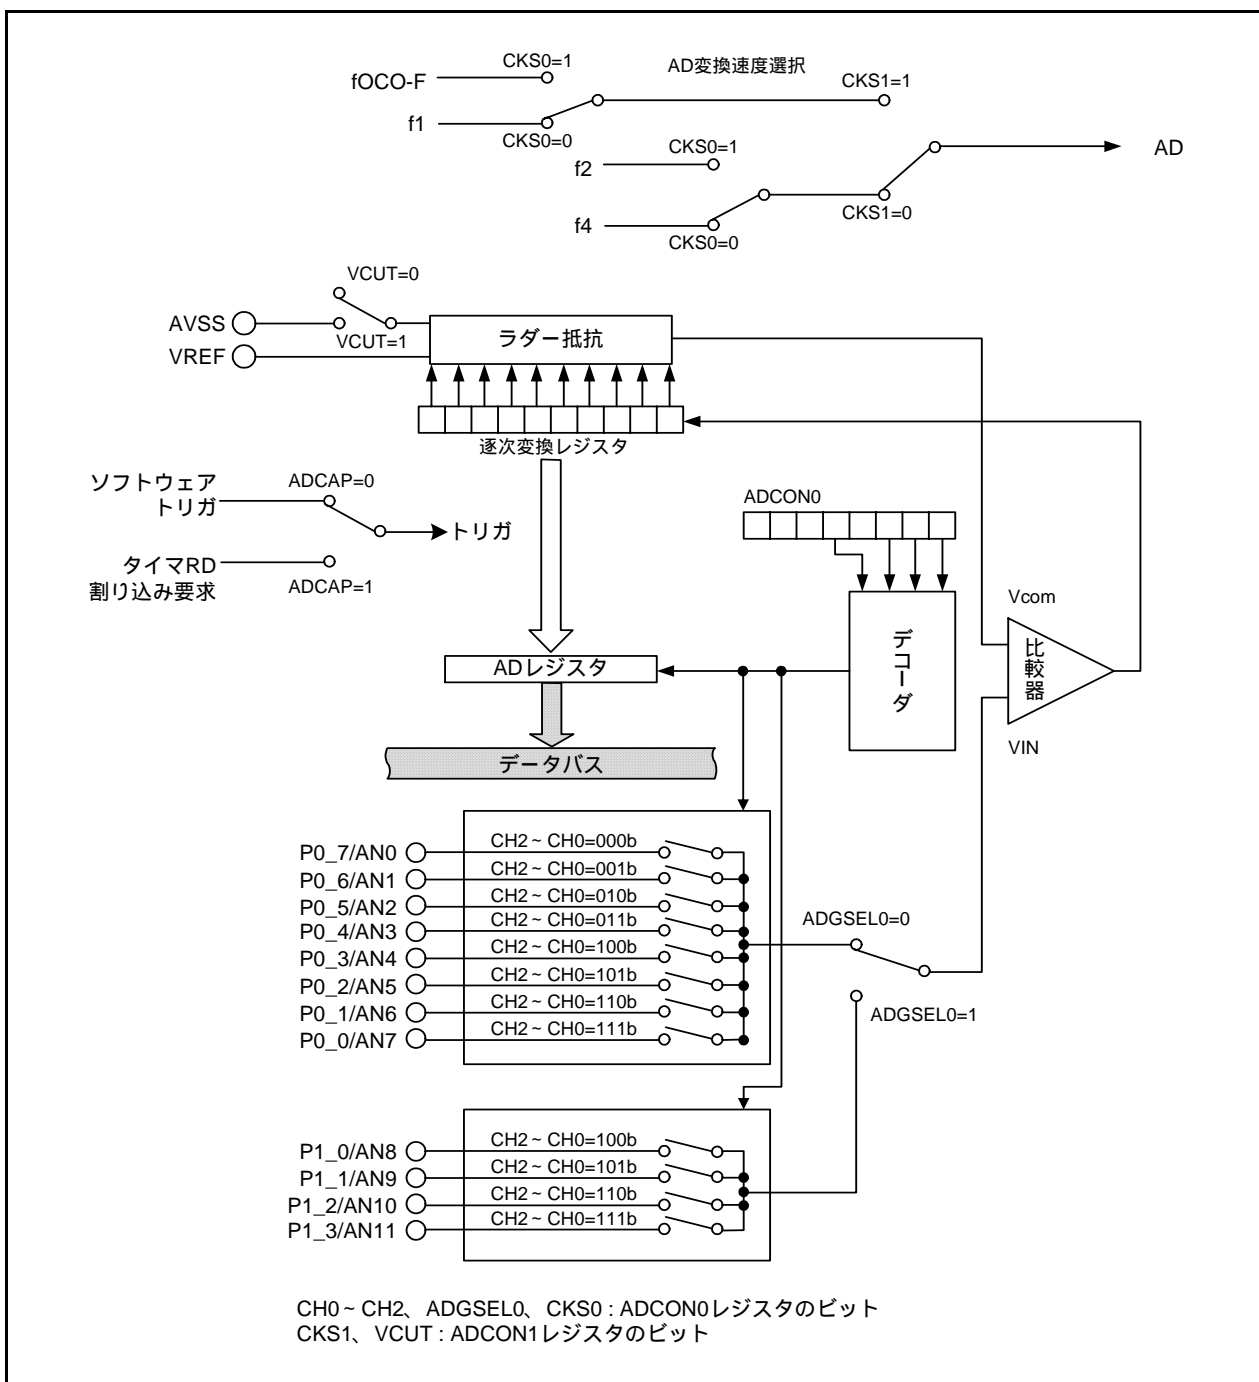 AD変換速度選択
fOCO-F
CKS0=1
CKS1=1
f1
CKS0=0
f2
CKS0=1
AD
f4
CKS0=0
CKS1=0
VCUT=0
AVSS
VCUT=1
VREF
ラダー抵抗
逐次変換レジスタ
ソフトウェア
トリガ
ADCAP=0
トリガ
タイマRD
割り込み要求
ADCAP=1
ADCON0
デコーダ
Vcom
比較器
VIN
ADレジスタ
データバス
P0_7/AN0 CH2~CH0=000b
P0_6/AN1 CH2~CH0=001b
P0_5/AN2 CH2~CH0=010b
P0_4/AN3 CH2~CH0=011b
P0_3/AN4 CH2~CH0=100b
P0_2/AN5 CH2~CH0=101b
P0_1/AN6 CH2~CH0=110b
P0_0/AN7 CH2~CH0=111b
ADGSEL0=0
ADGSEL0=1
P1_0/AN8 CH2~CH0=100b
P1_1/AN9 CH2~CH0=101b
P1_2/AN10 CH2~CH0=110b
P1_3/AN11 CH2~CH0=111b
CH0~CH2、ADGSEL0、CKS0 : ADCON0レジスタのビット
CKS1、VCUT : ADCON1レジスタのビット